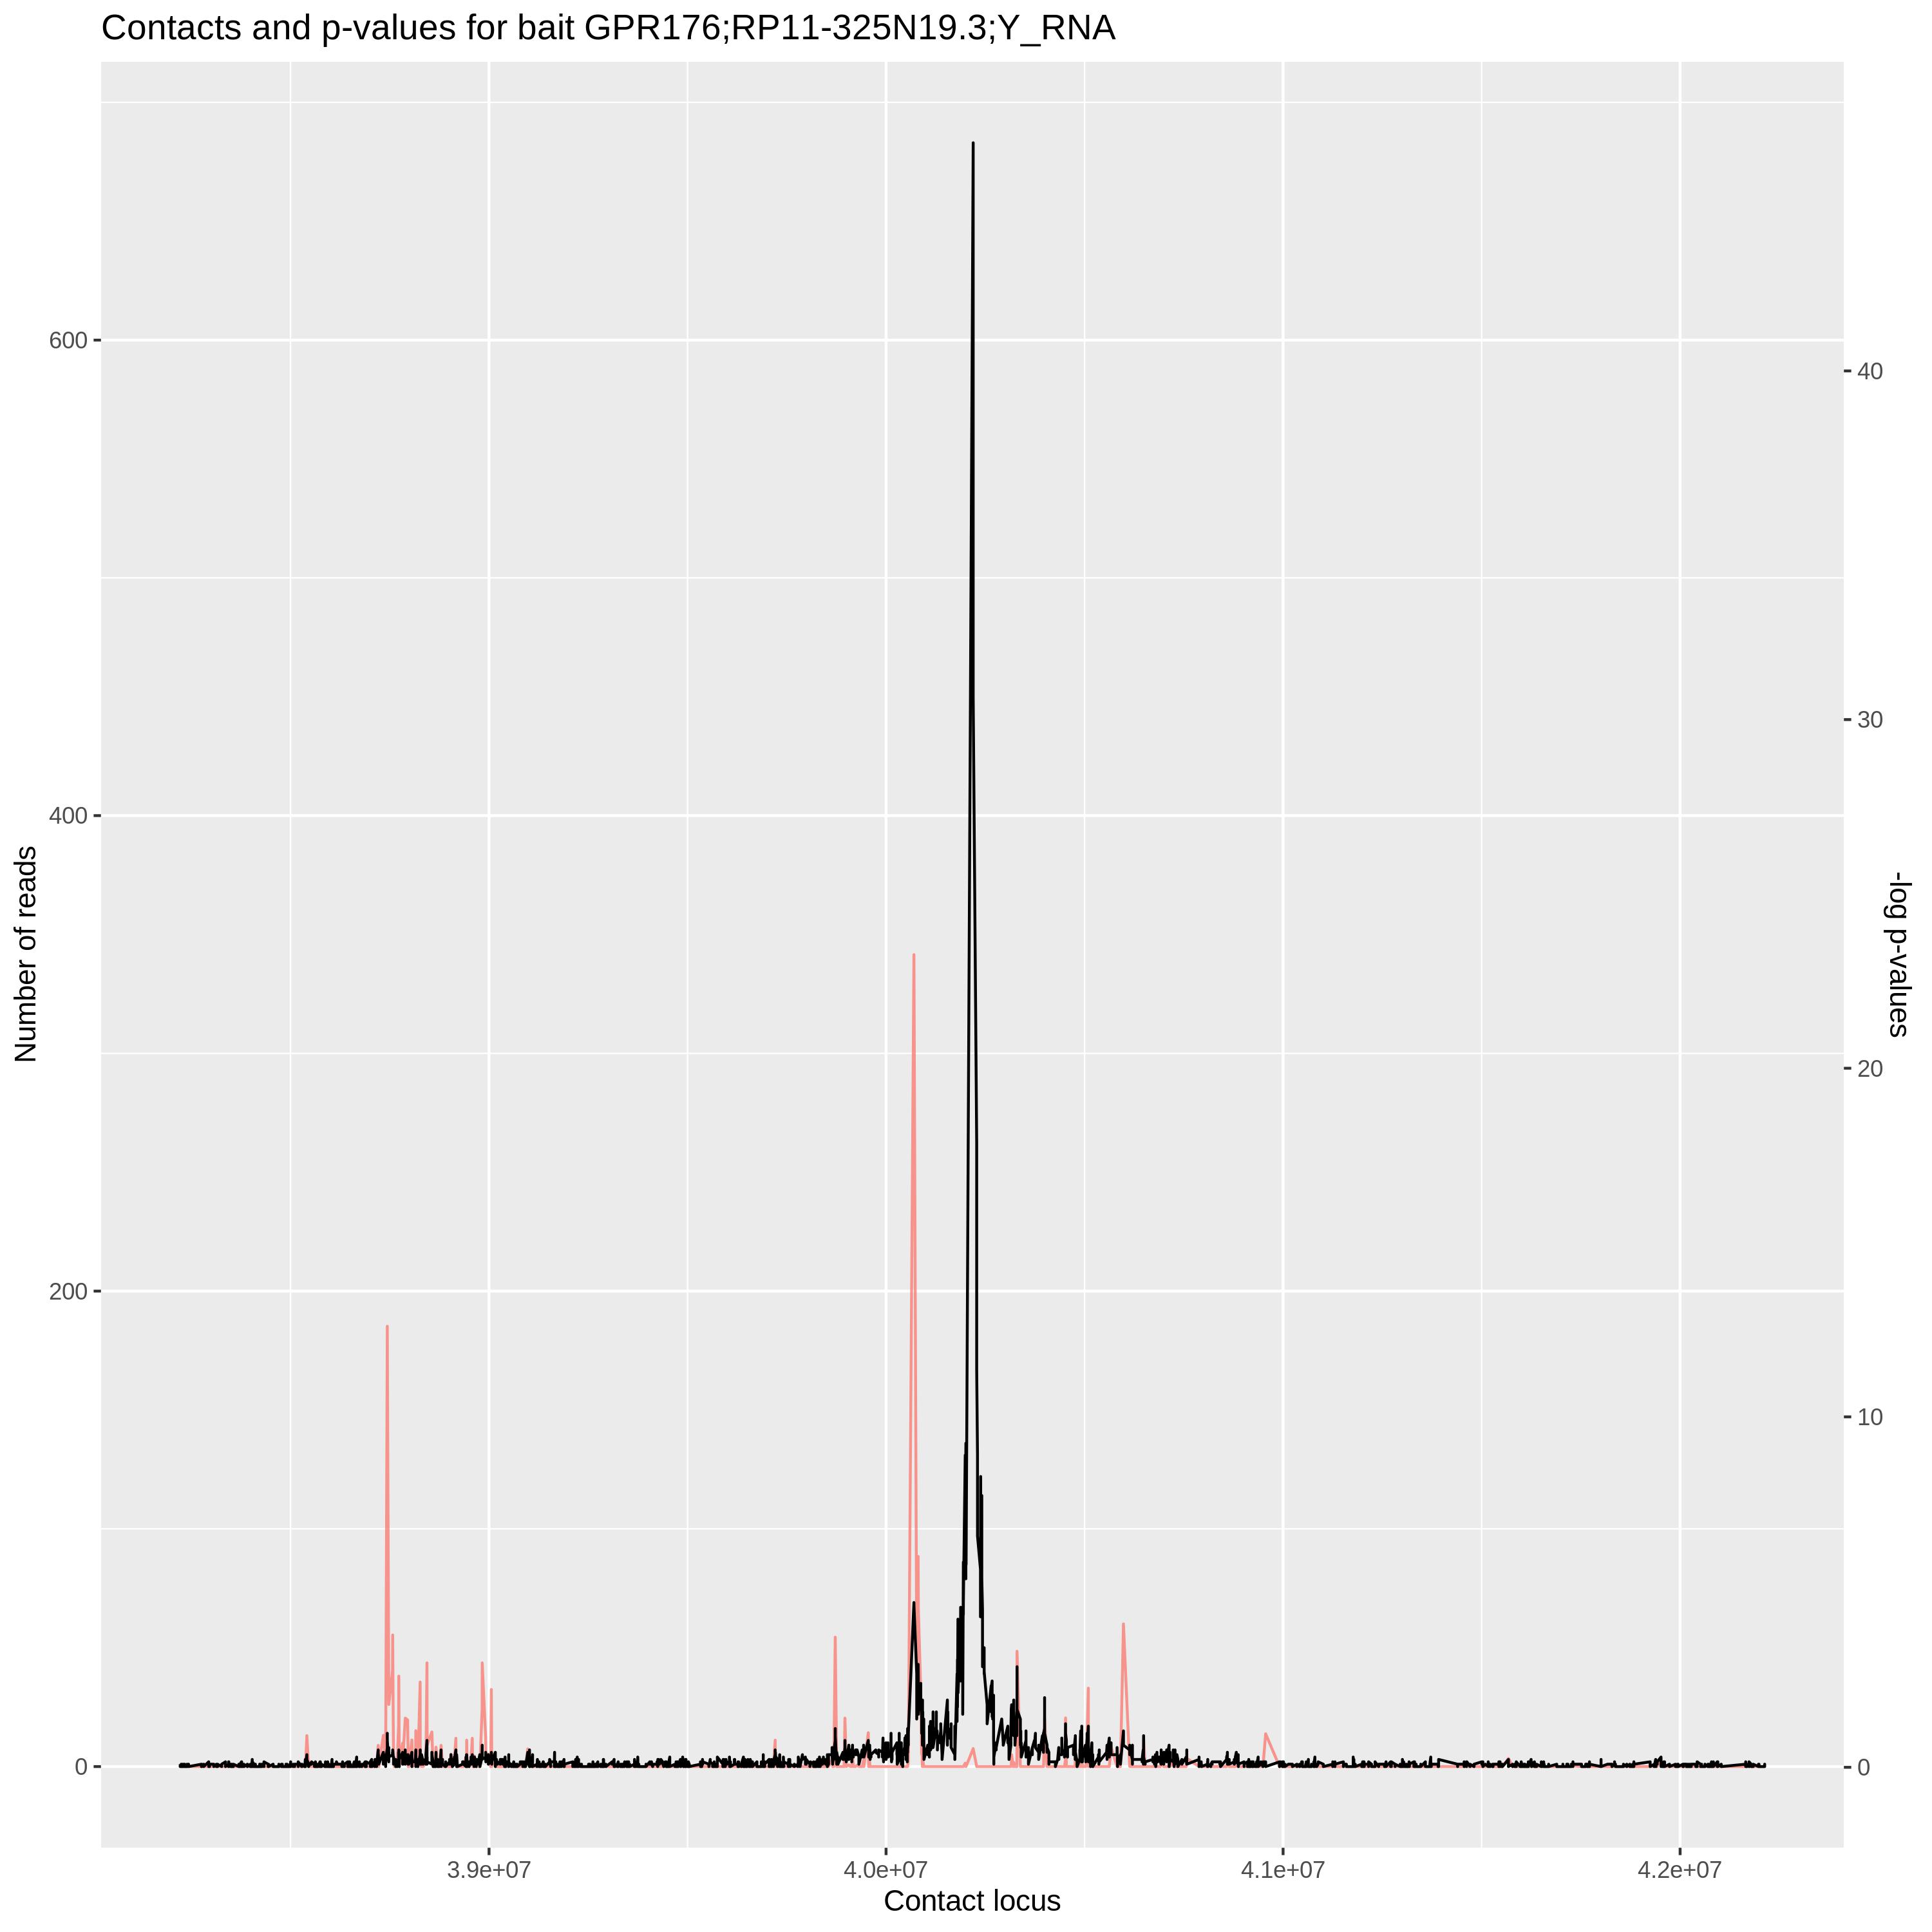 Contacts and p-values for bait GPR176;RP11-325N19.3;Y_RNA
600
400
200
0
Number of reads
40
30
20
10
0
-log p-values
3.9e+07
4.0e+07
4.1e+07
4.2e+07
Contact locus